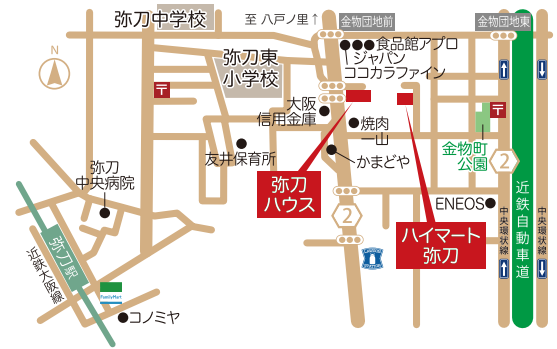 弥刀中学校
至 八戸ノ里↑
金物団地前
金物団地東
食品館アプロ
ジャパン
ココカラファイン
弥刀東
小学校
N
〒
〒
大阪
信用金庫
焼肉
一山
金物町
公園
友井保育所
かまどや
2
弥刀
中央病院
弥刀
ハウス
ENEOS
近鉄自動車道
中央環状線
中央環状線
2
ハイマート
弥刀
弥刀駅
近鉄大阪線
FamilyMart
LAWSON
コノミヤ